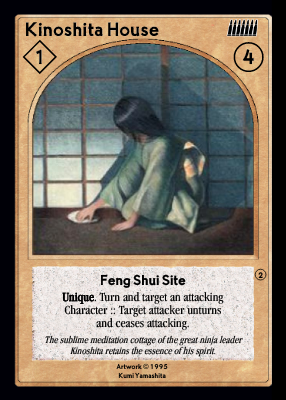 Kinoshita House
1
4
2
Feng Shui Site
Unique. Turn and target an attacking
Character :: Target attacker unturns
and ceases attacking.
The sublime meditation cottage of the great ninja leader
Kinoshita retains the essence of his spirit.
Artwork © 1995
Kumi Yamashita